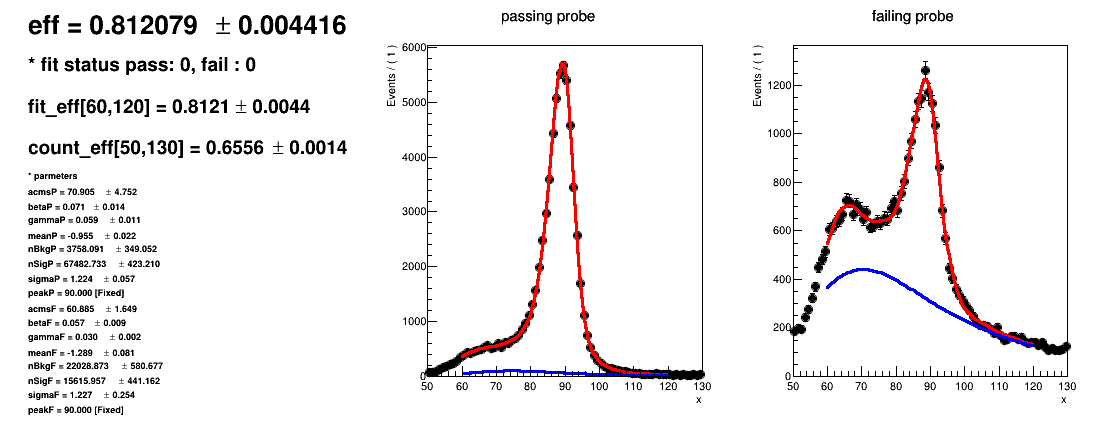 eff = 0.812079 ± 0.004416
* fit status pass: 0, fail : 0
fit_eff[60,120] = 0.8121 ± 0.0044
count_eff[50,130] = 0.6556 ± 0.0014
* parmeters
acmsP = 70.905 ± 4.752
betaP = 0.071 ± 0.014
gammaP = 0.059 ± 0.011
meanP = -0.955 ± 0.022
nBkgP = 3758.091 ± 349.052
nSigP = 67482.733 ± 423.210
sigmaP = 1.224 ± 0.057
peakP = 90.000 [Fixed]
acmsF = 60.885 ± 1.649
betaF = 0.057 ± 0.009
gammaF = 0.030 ± 0.002
meanF = -1.289 ± 0.081
nBkgF = 22028.873 ± 580.677
nSigF = 15615.957 ± 441.162
sigmaF = 1.227 ± 0.254
peakF = 90.000 [Fixed]
passing probe
Events / ( 1 )
6000
5000
4000
3000
2000
1000
0
50 60 70 80 90 100 110 120 130
x
failing probe
Events / ( 1 )
1200
1000
800
600
400
200
0
50 60 70 80 90 100 110 120 130
x